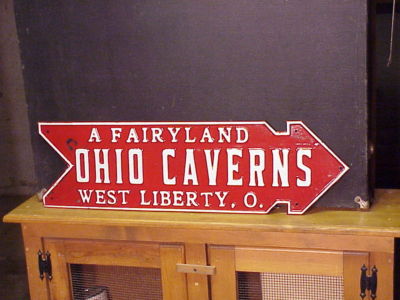 A FAIRYLAND
OHIO CAVERNS
WEST LIBERTY, O.